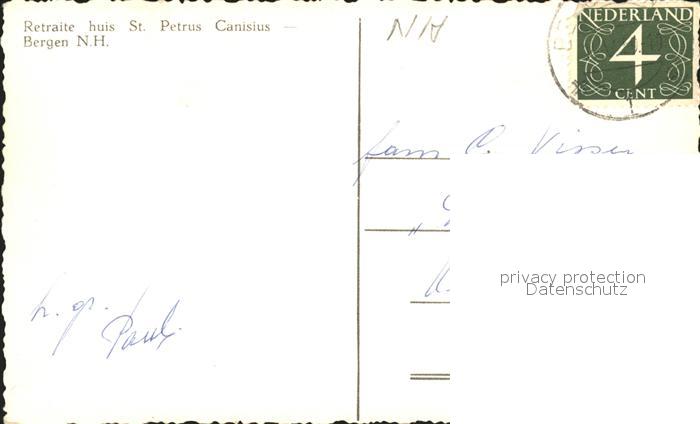 Retraite huis St. Petrus Canisius —
Bergen N.H.
NH
NEDERLAND
4
CENT
fam C. Visser
privacy protection
Datenschutz
h. gr.
Paul.